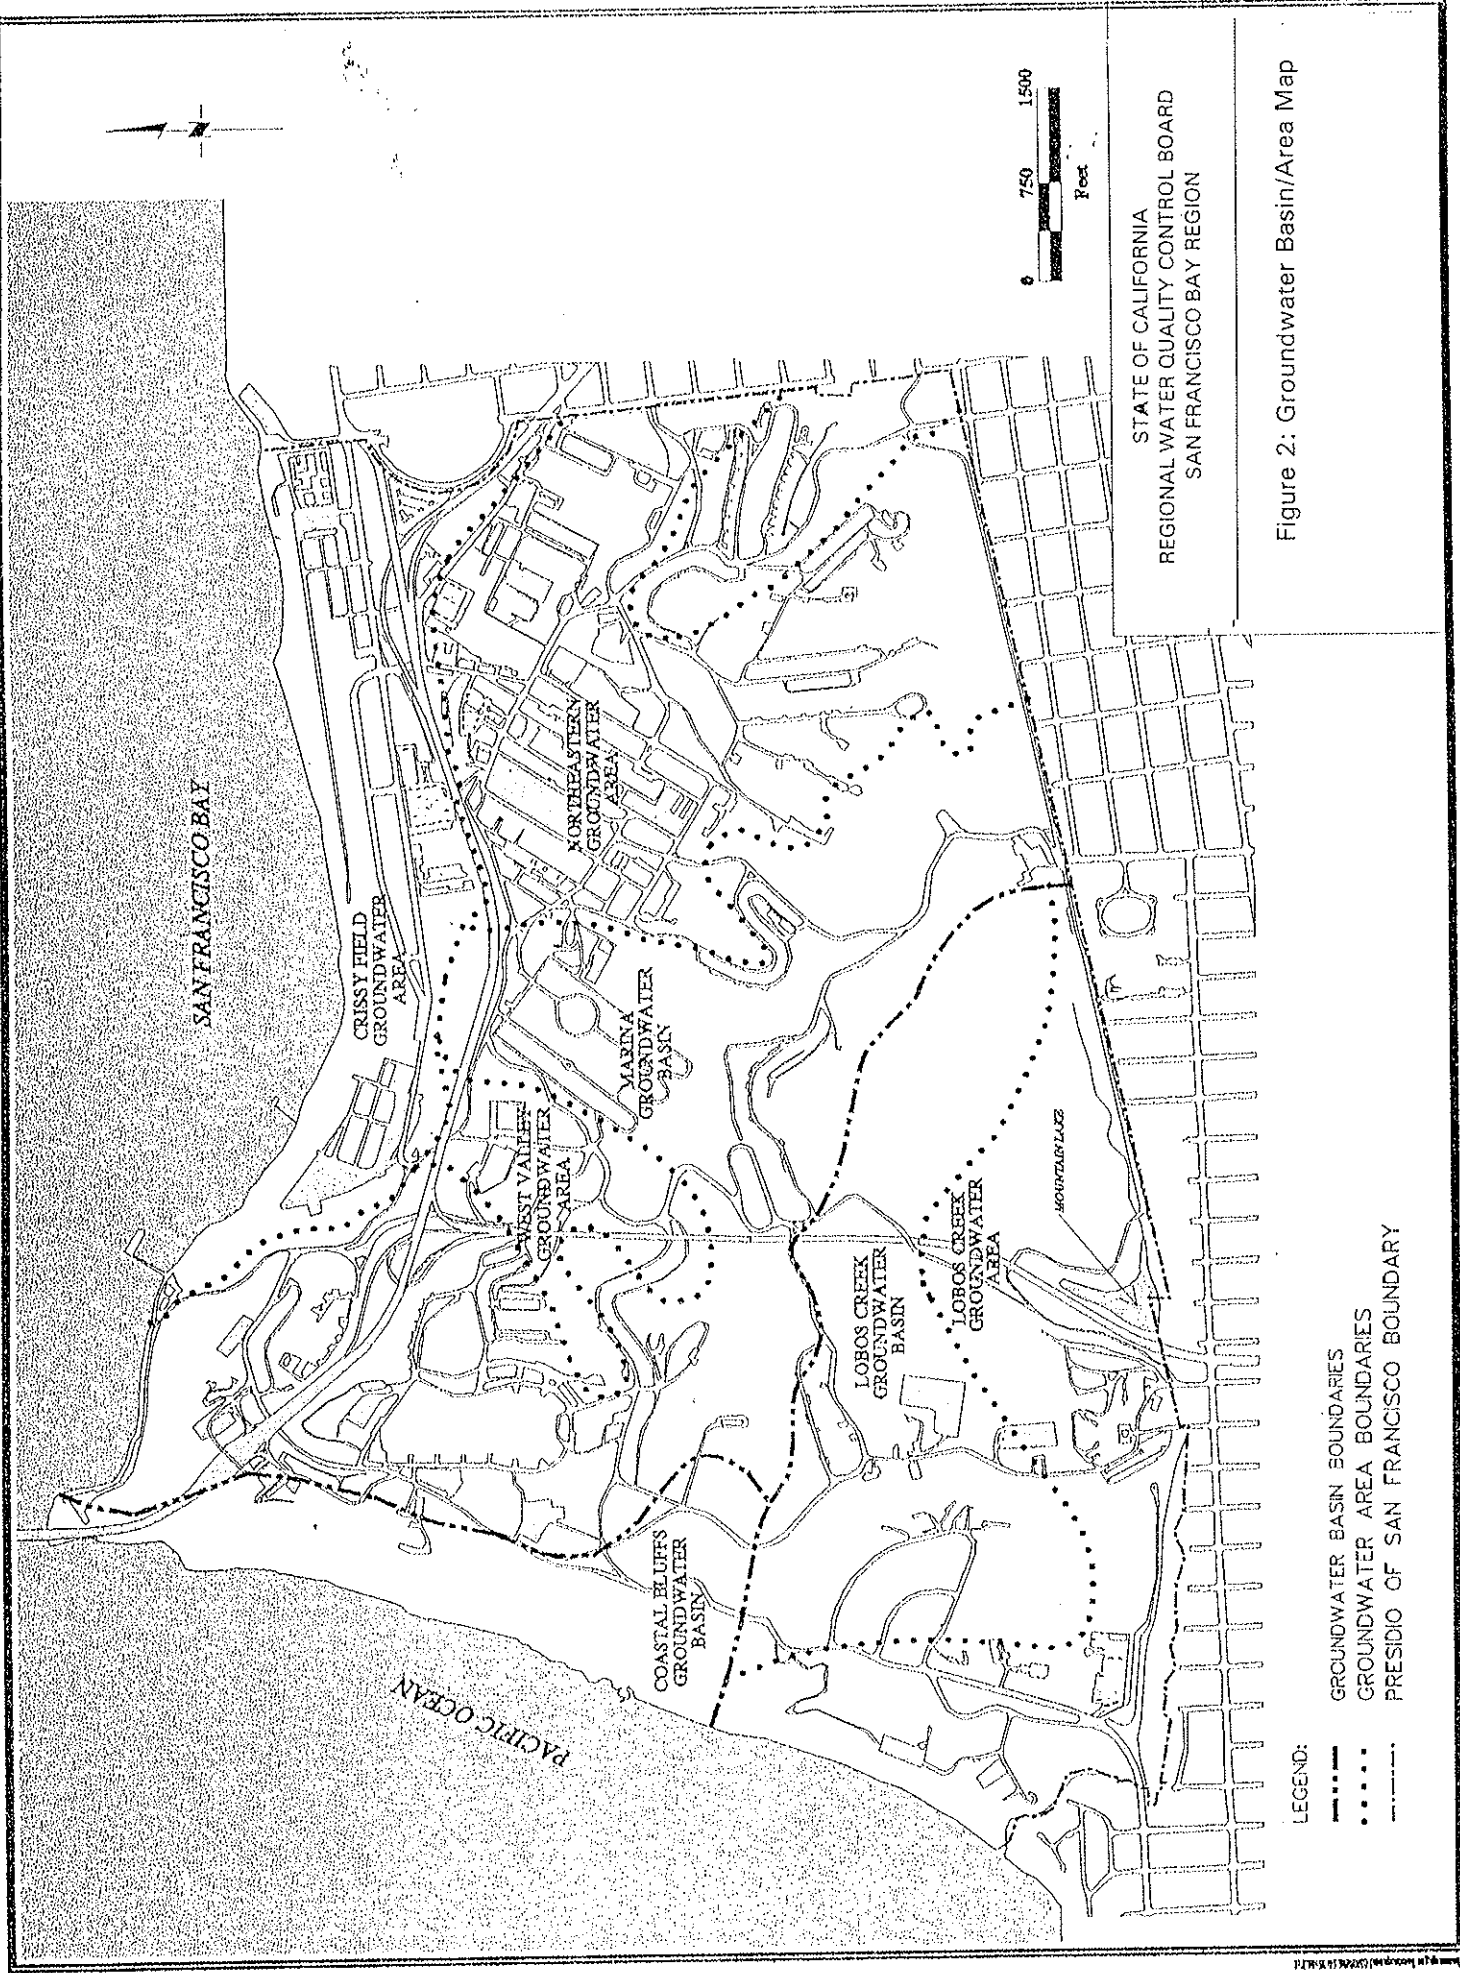 SAN FRANCISCO BAY
PACIFIC OCEAN
CRISSY FIELD
GROUNDWATER
AREA
NORTHEASTERN
GROUNDWATER
AREA
MARINA
GROUNDWATER
BASIN
WEST VALLEY
GROUNDWATER
AREA
COASTAL BLUFFS
GROUNDWATER
BASIN
LOBOS CREEK
GROUNDWATER
BASIN
LOBOS CREEK
GROUNDWATER
AREA
MOUNTAIN LAKE
0 750 1500
Feet
LEGEND:
GROUNDWATER BASIN BOUNDARIES
GROUNDWATER AREA BOUNDARIES
PRESIDIO OF SAN FRANCISCO BOUNDARY
STATE OF CALIFORNIA
REGIONAL WATER QUALITY CONTROL BOARD
SAN FRANCISCO BAY REGION
Figure 2: Groundwater Basin/Area Map